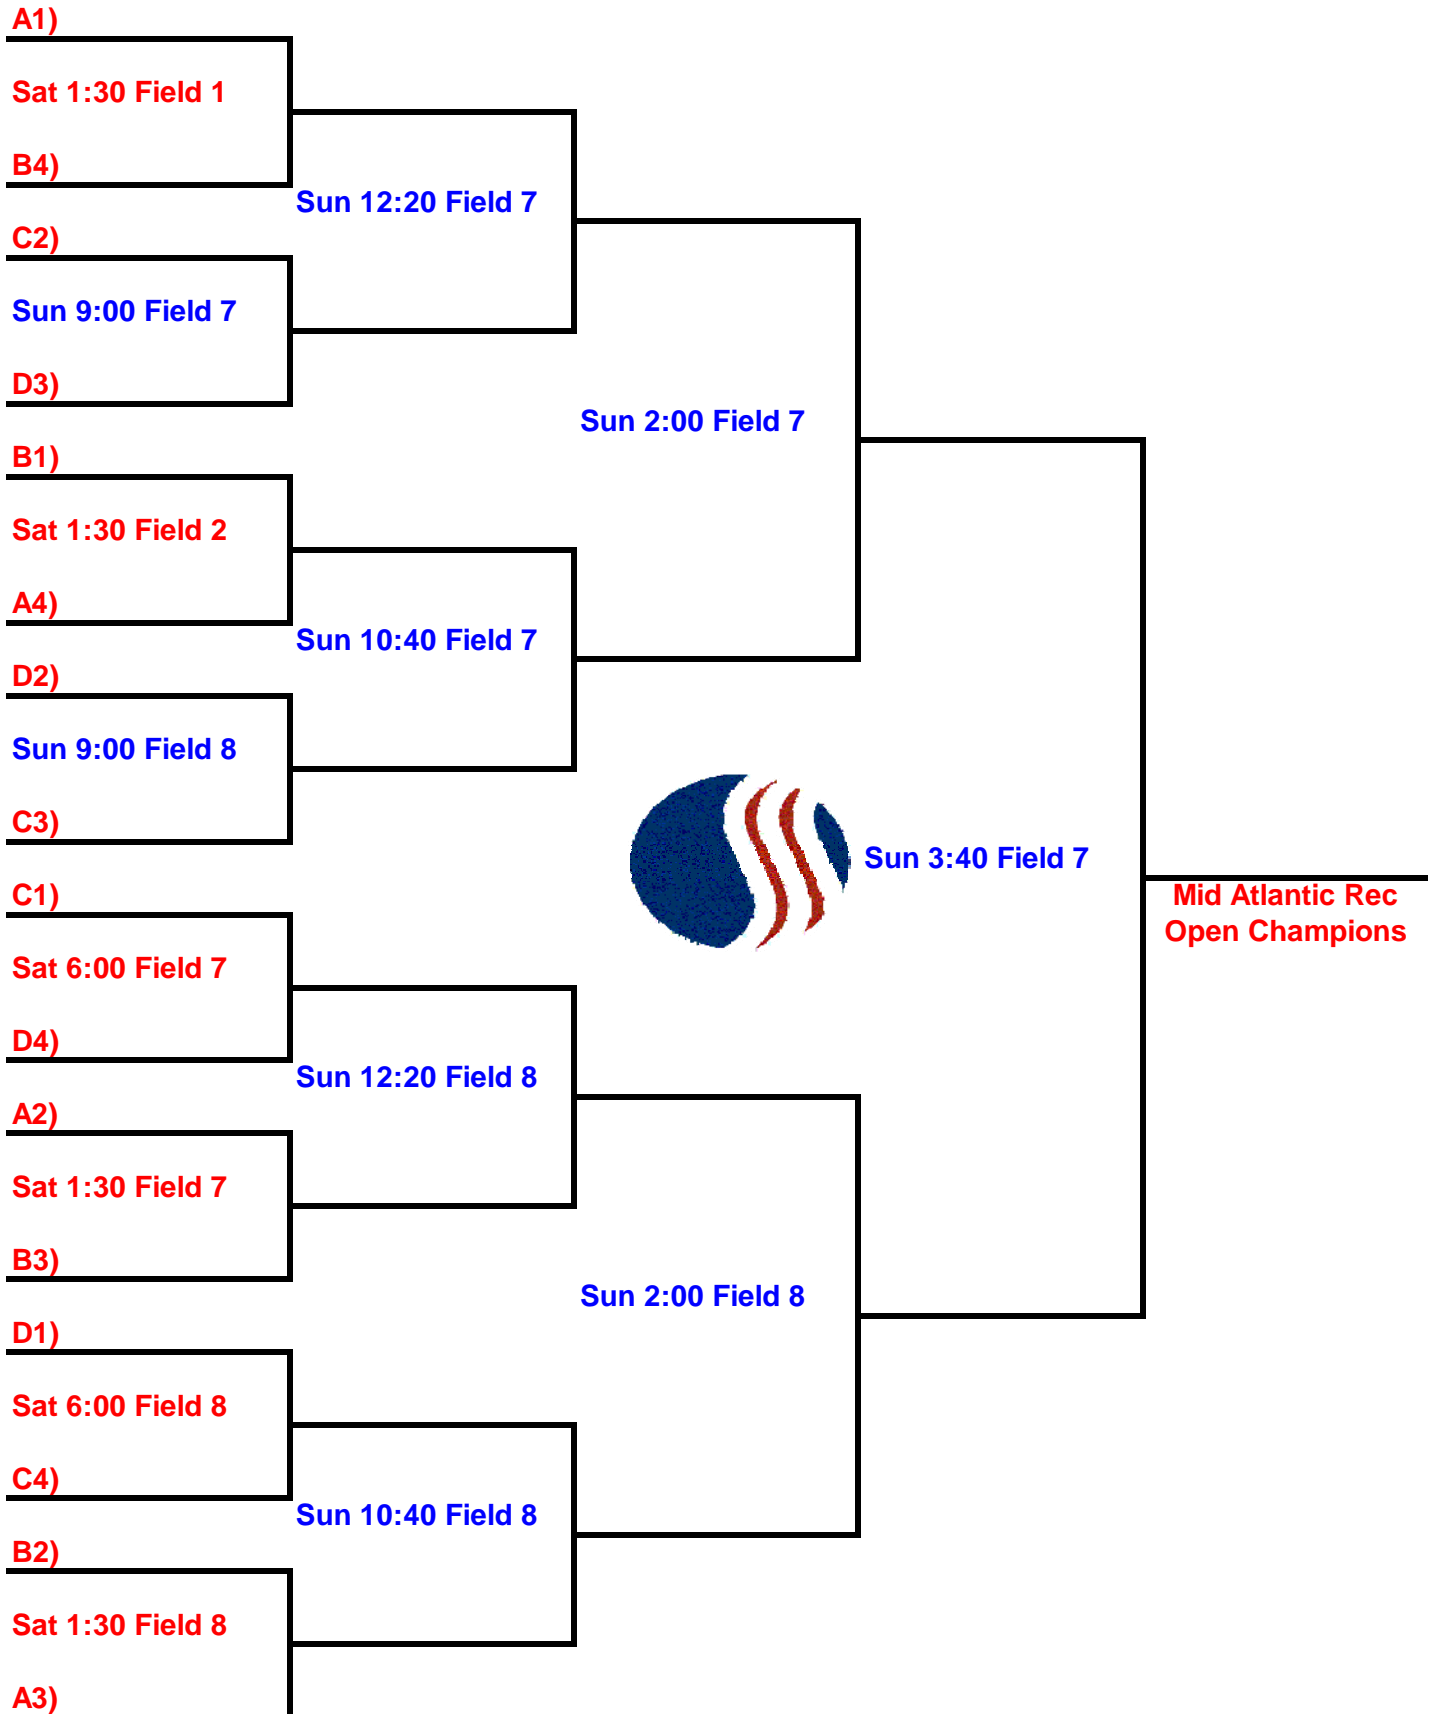 A1)
Sat 1:30 Field 1
B4)
Sun 12:20 Field 7
C2)
Sun 9:00 Field 7
D3)
Sun 2:00 Field 7
B1)
Sat 1:30 Field 2
A4)
Sun 10:40 Field 7
D2)
Sun 9:00 Field 8
C3)
Sun 3:40 Field 7
Mid Atlantic Rec
Open Champions
C1)
Sat 6:00 Field 7
D4)
Sun 12:20 Field 8
A2)
Sat 1:30 Field 7
B3)
Sun 2:00 Field 8
D1)
Sat 6:00 Field 8
C4)
Sun 10:40 Field 8
B2)
Sat 1:30 Field 8
A3)